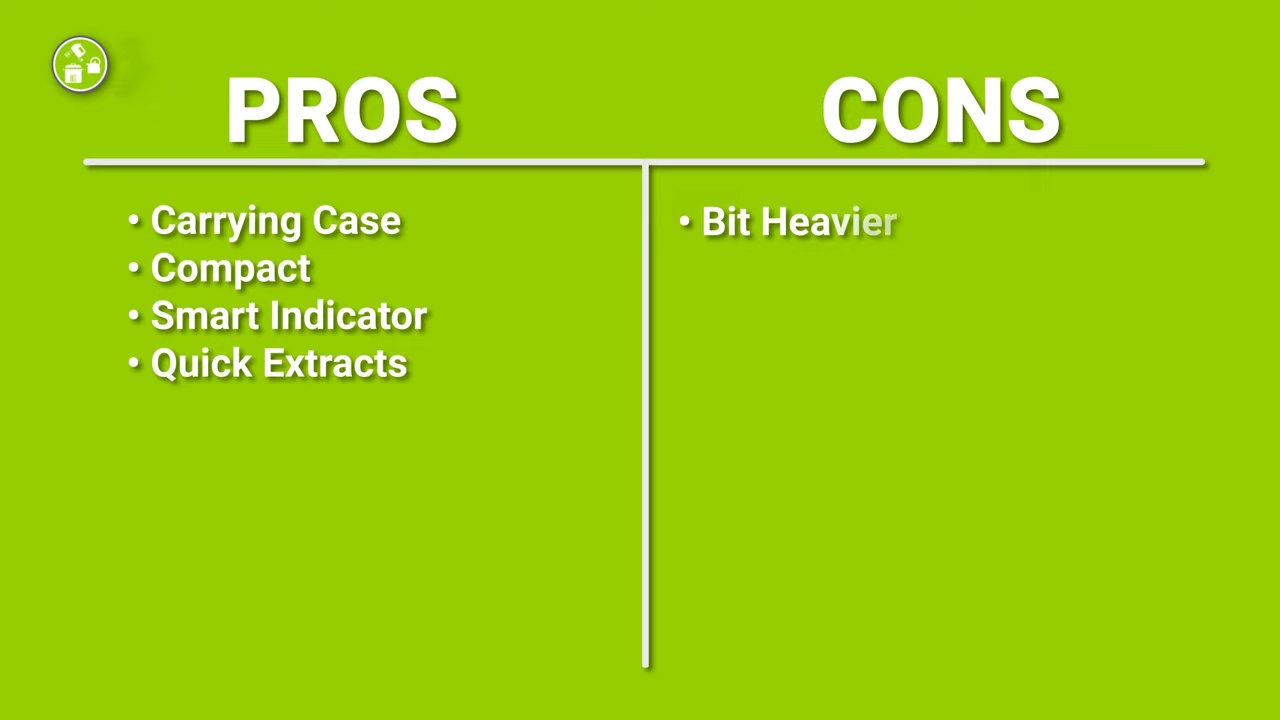 PROS
CONS
• Carrying Case
• Compact
• Smart Indicator
• Quick Extracts
• Bit Heavier